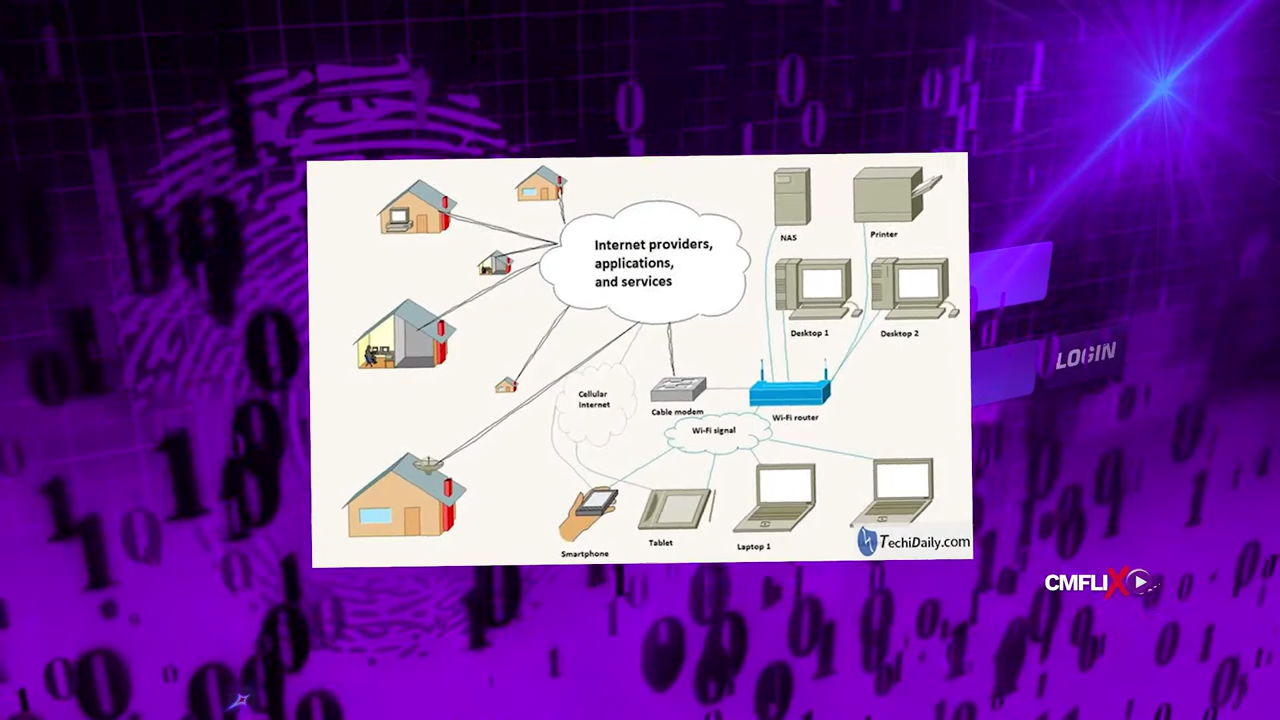 Internet providers,
applications,
and services
NAS
Printer
Desktop 1
Desktop 2
Cellular
Internet
Cable modem
Wi-Fi router
Wi-Fi signal
Smartphone
Tablet
Laptop 1
TechiDaily.com
LOGIN
CMFLIX